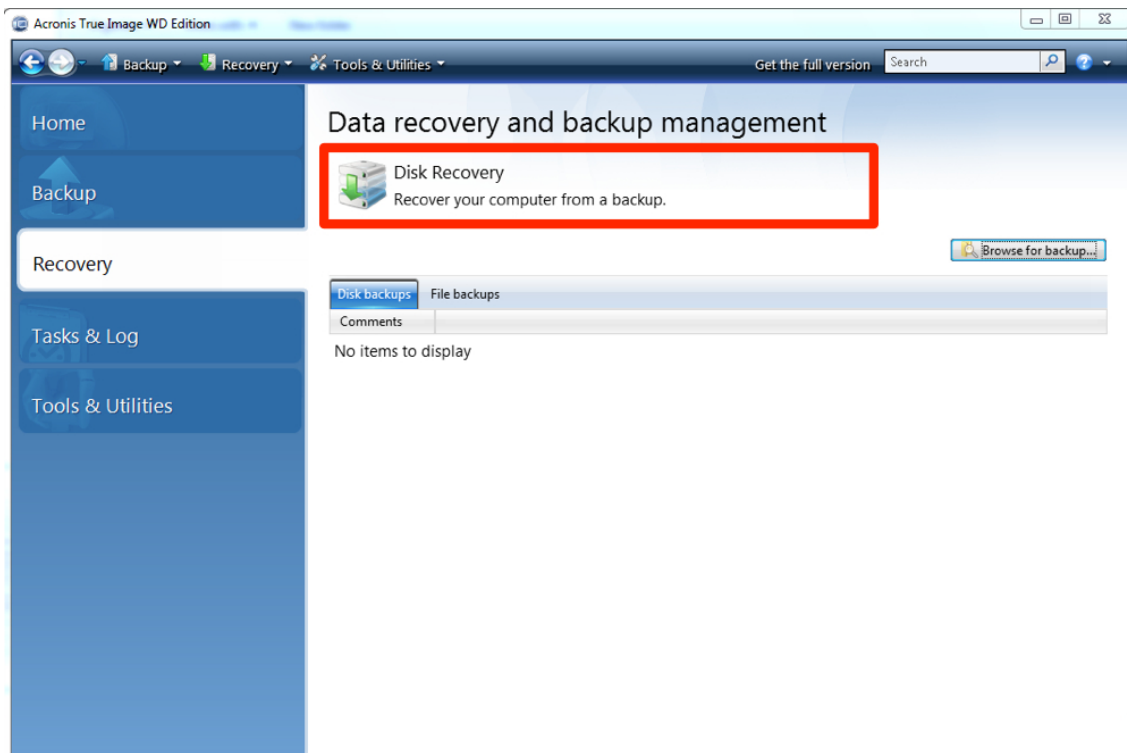 Acronis True Image WD Edition
Backup Recovery Tools & Utilities Get the full version Search
Home
Backup
Recovery
Tasks & Log
Tools & Utilities
Data recovery and backup management
Disk Recovery
Recover your computer from a backup.
Browse for backup...
Disk backups File backups
Comments
No items to display